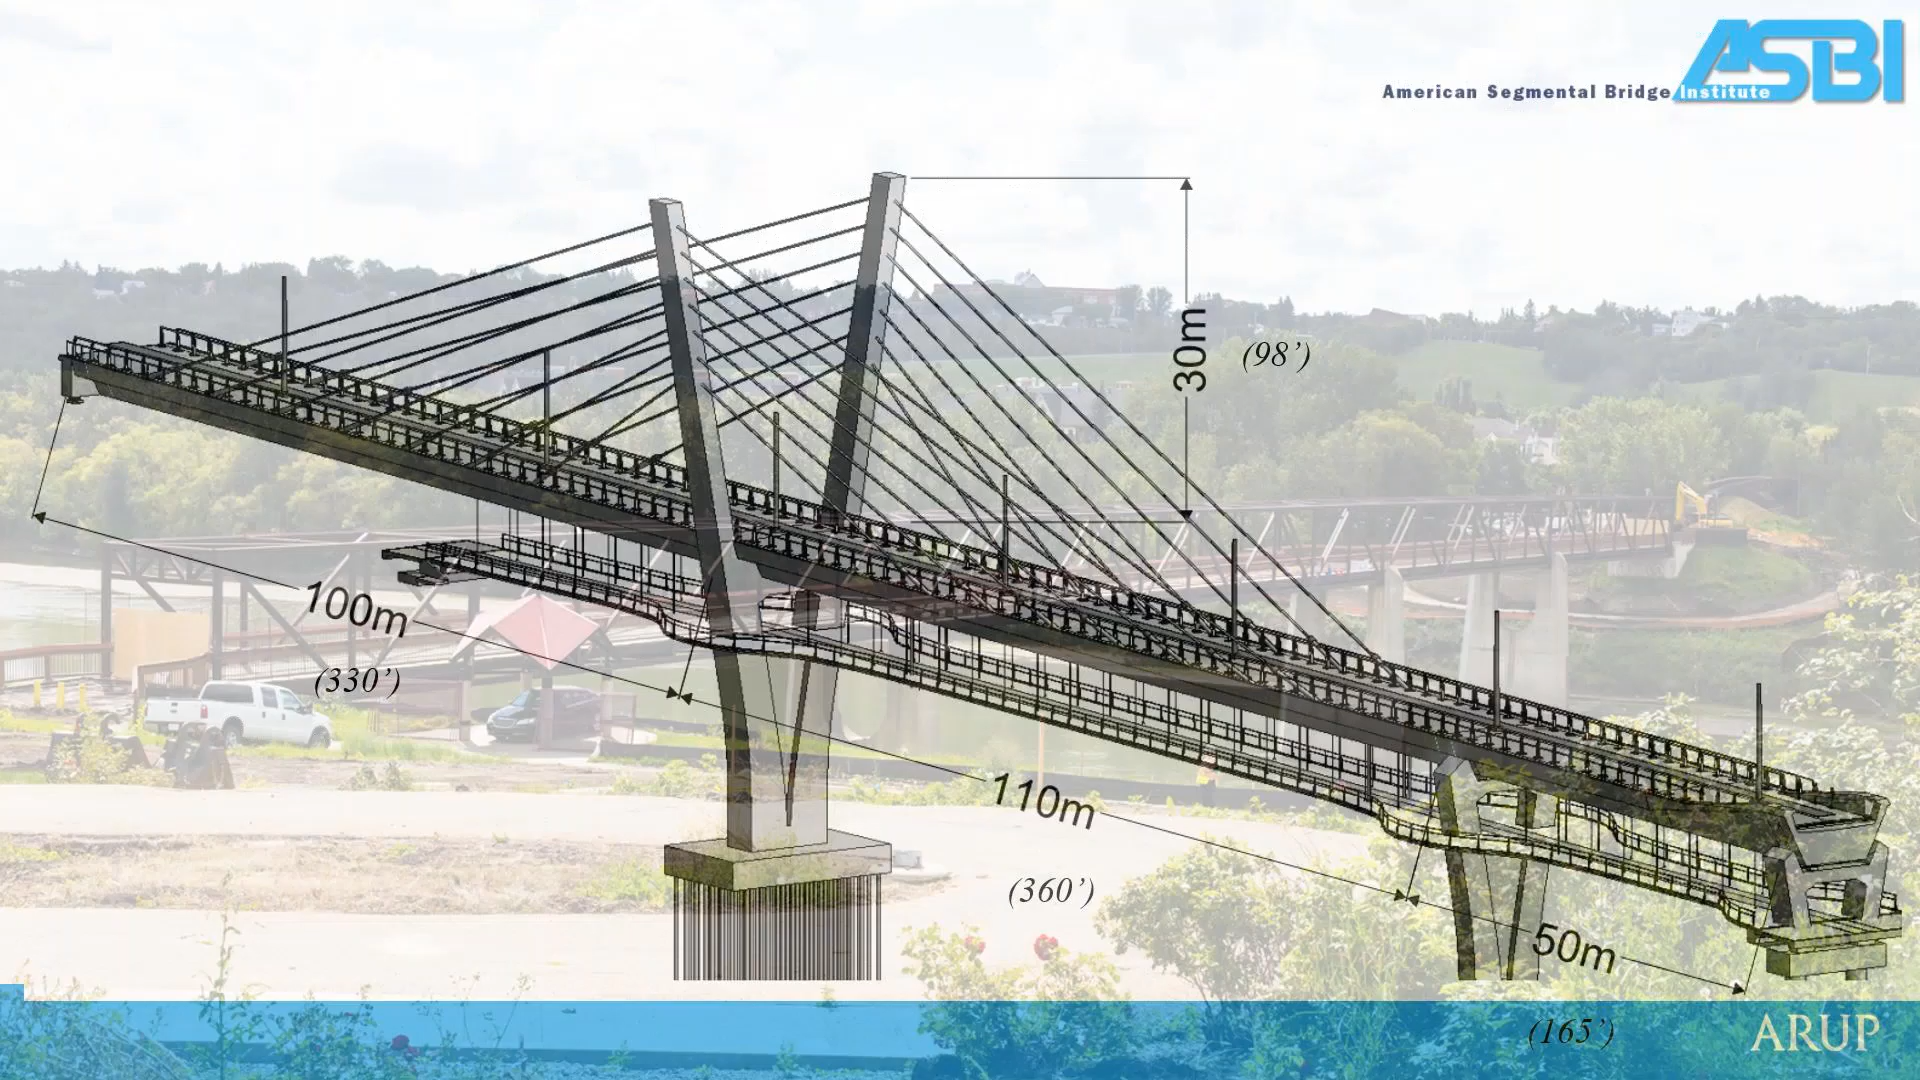 ASBI
American Segmental Bridge Institute
30m
(98’)
100m
(330’)
110m
(360’)
50m
(165’)
ARUP